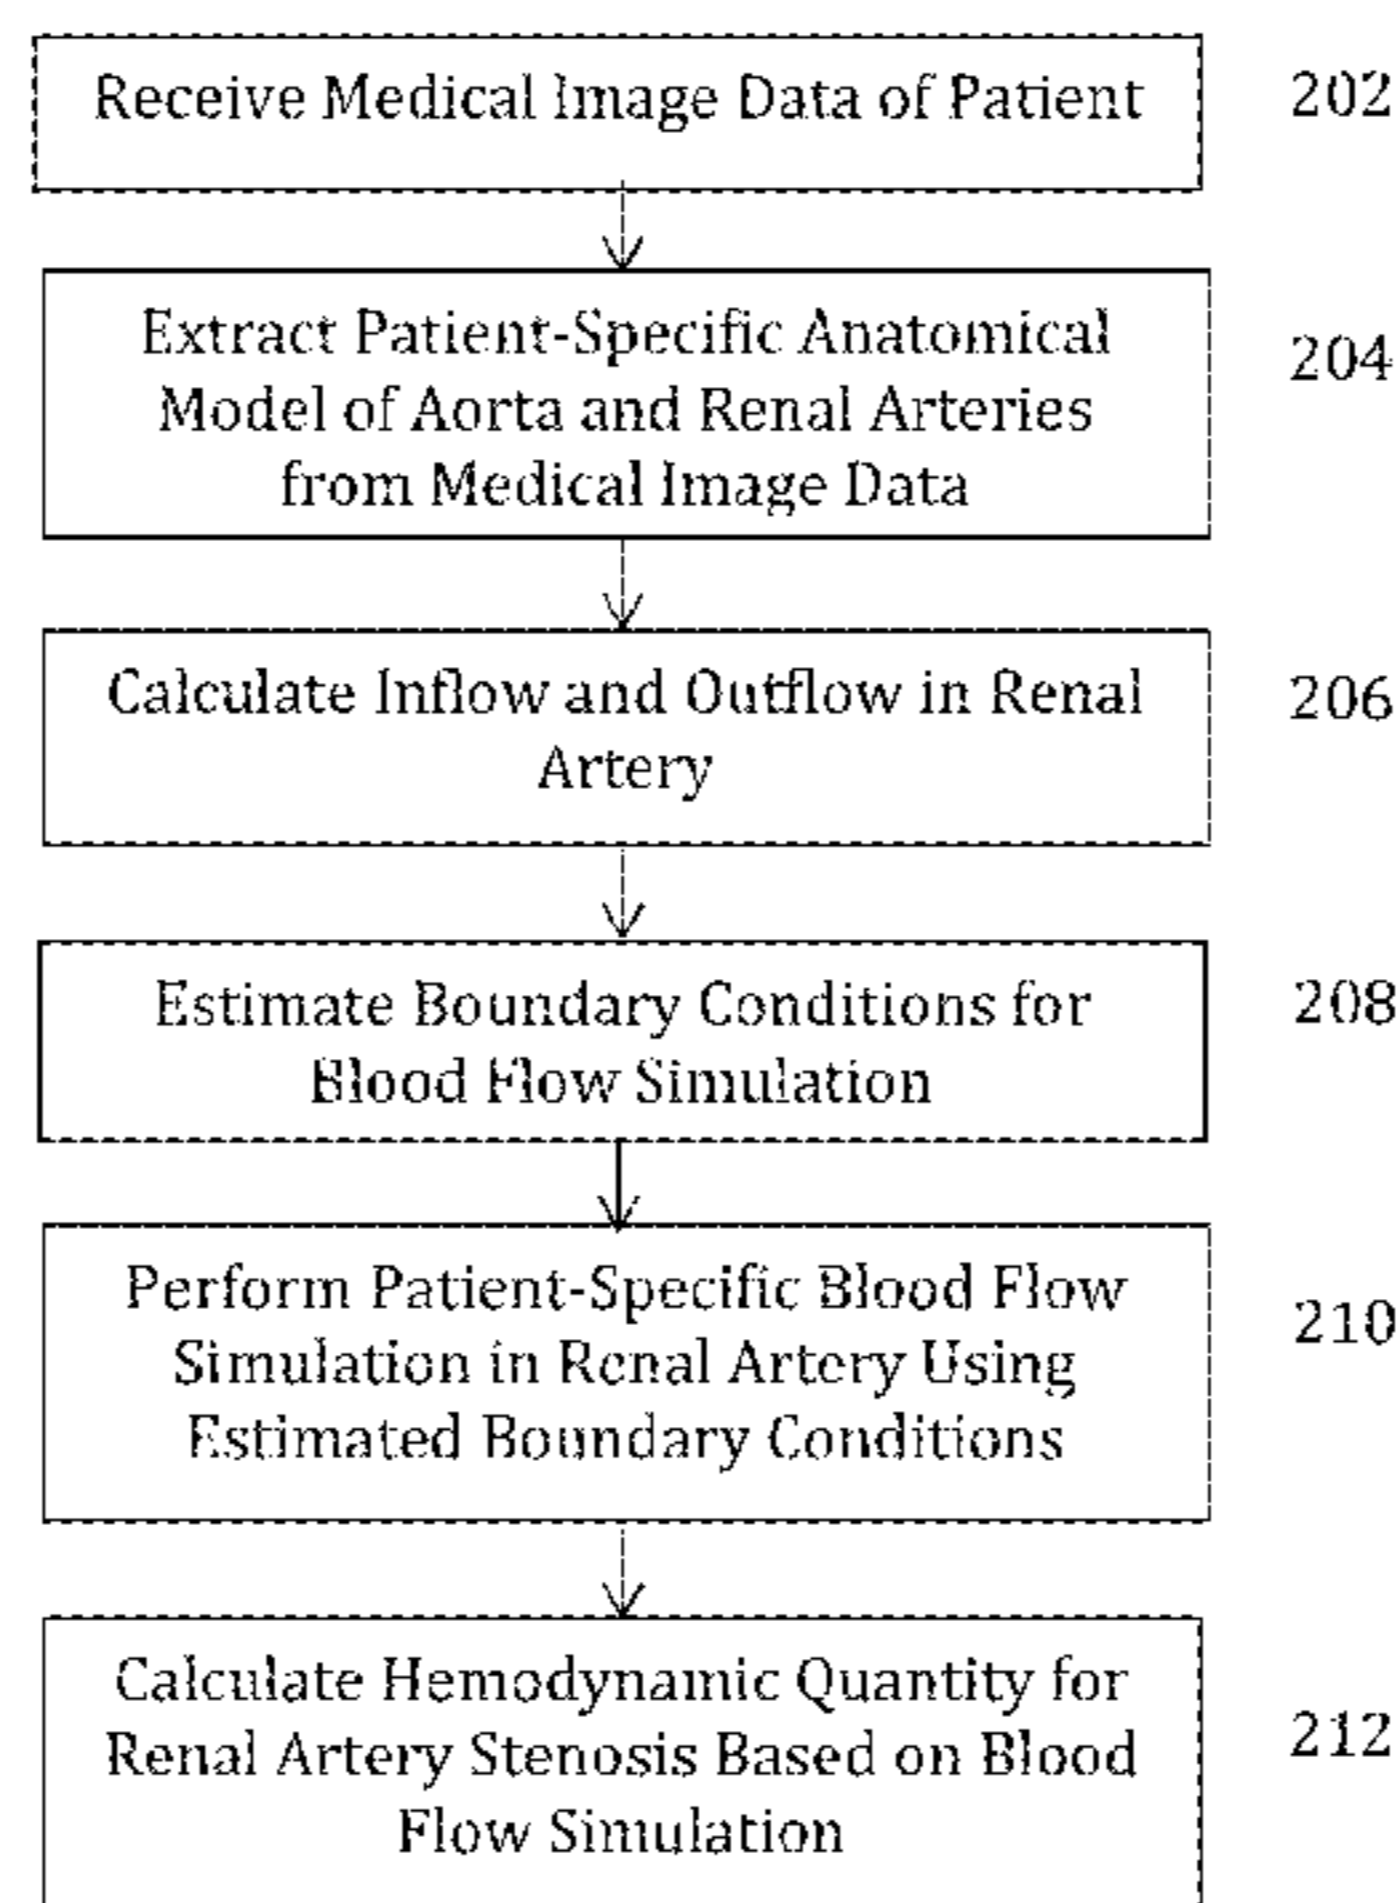 Receive Medical Image Data of Patient
202
Extract Patient-Specific Anatomical
Model of Aorta and Renal Arteries
from Medical Image Data
204
Calculate Inflow and Outflow in Renal
Artery
206
Estimate Boundary Conditions for
Blood Flow Simulation
208
Perform Patient-Specific Blood Flow
Simulation in Renal Artery Using
Estimated Boundary Conditions
210
Calculate Hemodynamic Quantity for
Renal Artery Stenosis Based on Blood
Flow Simulation
212